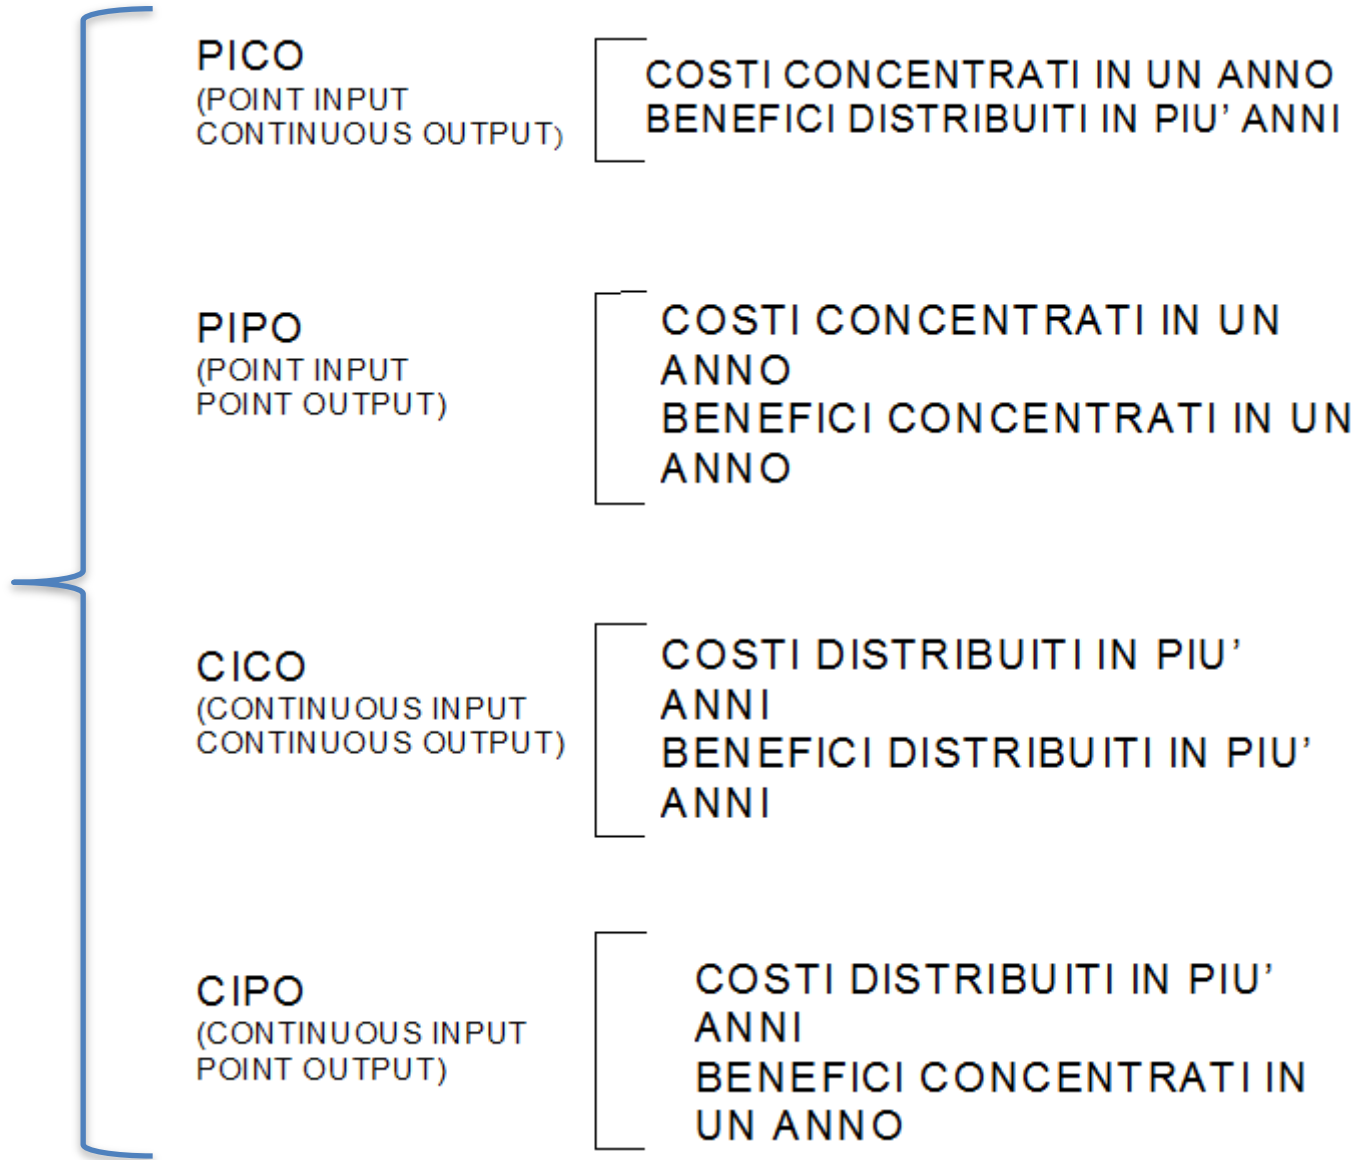 PICO
(POINT INPUT
CONTINUOUS OUTPUT)
COSTI CONCENTRATI IN UN ANNO
BENEFICI DISTRIBUITI IN PIU’ ANNI
PIPO
(POINT INPUT
POINT OUTPUT)
COSTI CONCENTRATI IN UN
ANNO
BENEFICI CONCENTRATI IN UN
ANNO
CICO
(CONTINUOUS INPUT
CONTINUOUS OUTPUT)
COSTI DISTRIBUITI IN PIU’
ANNI
BENEFICI DISTRIBUITI IN PIU’
ANNI
CIPO
(CONTINUOUS INPUT
POINT OUTPUT)
COSTI DISTRIBUITI IN PIU’
ANNI
BENEFICI CONCENTRATI IN
UN ANNO